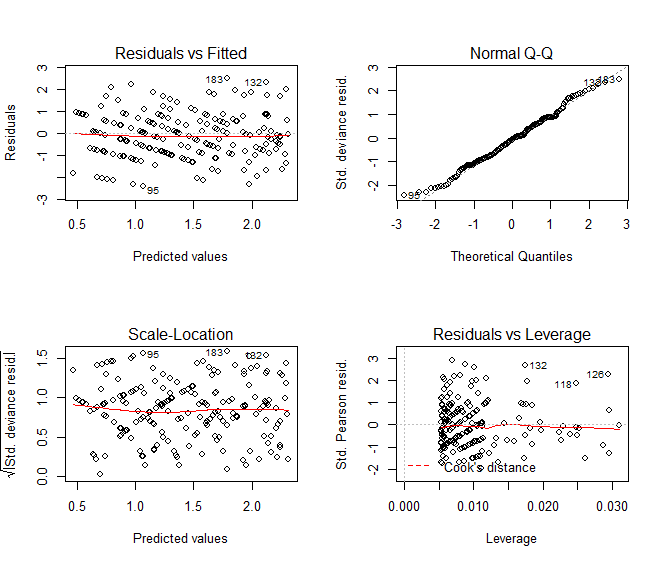 Residuals vs Fitted
Residuals
-3 -1 0 1 2 3
183 132
95
0.5 1.0 1.5 2.0
Predicted values
Normal Q-Q
Std. deviance resid.
-2 -1 0 1 2 3
132 183
95
-3 -2 -1 0 1 2 3
Theoretical Quantiles
Scale-Location
√|Std. deviance resid.|
0.0 0.5 1.0 1.5
95 183 132
0.5 1.0 1.5 2.0
Predicted values
Residuals vs Leverage
Std. Pearson resid.
-2 -1 0 1 2 3
132
118 126
Cook's distance
0.000 0.010 0.020 0.030
Leverage